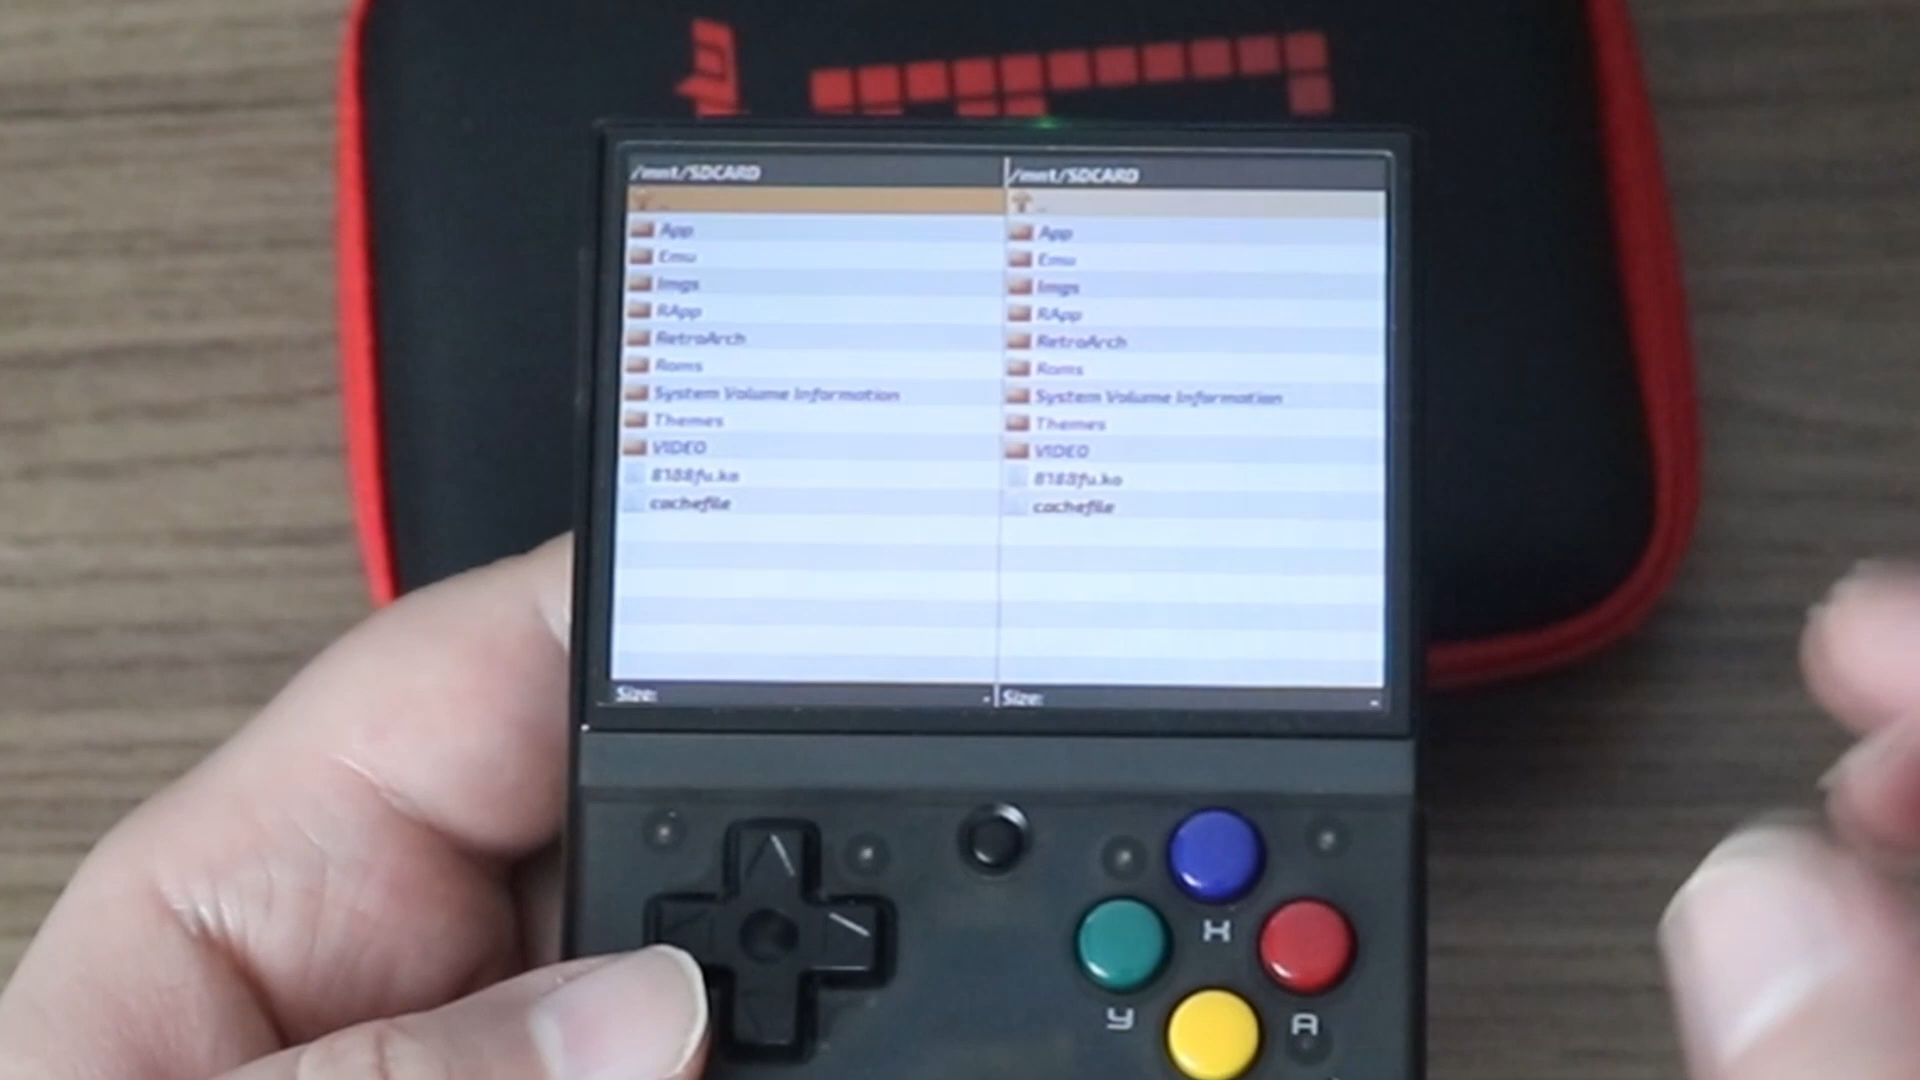 /mnt/SDCARD
..
App
Emu
Imgs
RApp
RetroArch
Roms
System Volume Information
Themes
VIDEO
8188fu.ko
cachefile
Size:
-
/mnt/SDCARD
..
App
Emu
Imgs
RApp
RetroArch
Roms
System Volume Information
Themes
VIDEO
8188fu.ko
cachefile
Size:
-
X
Y
A